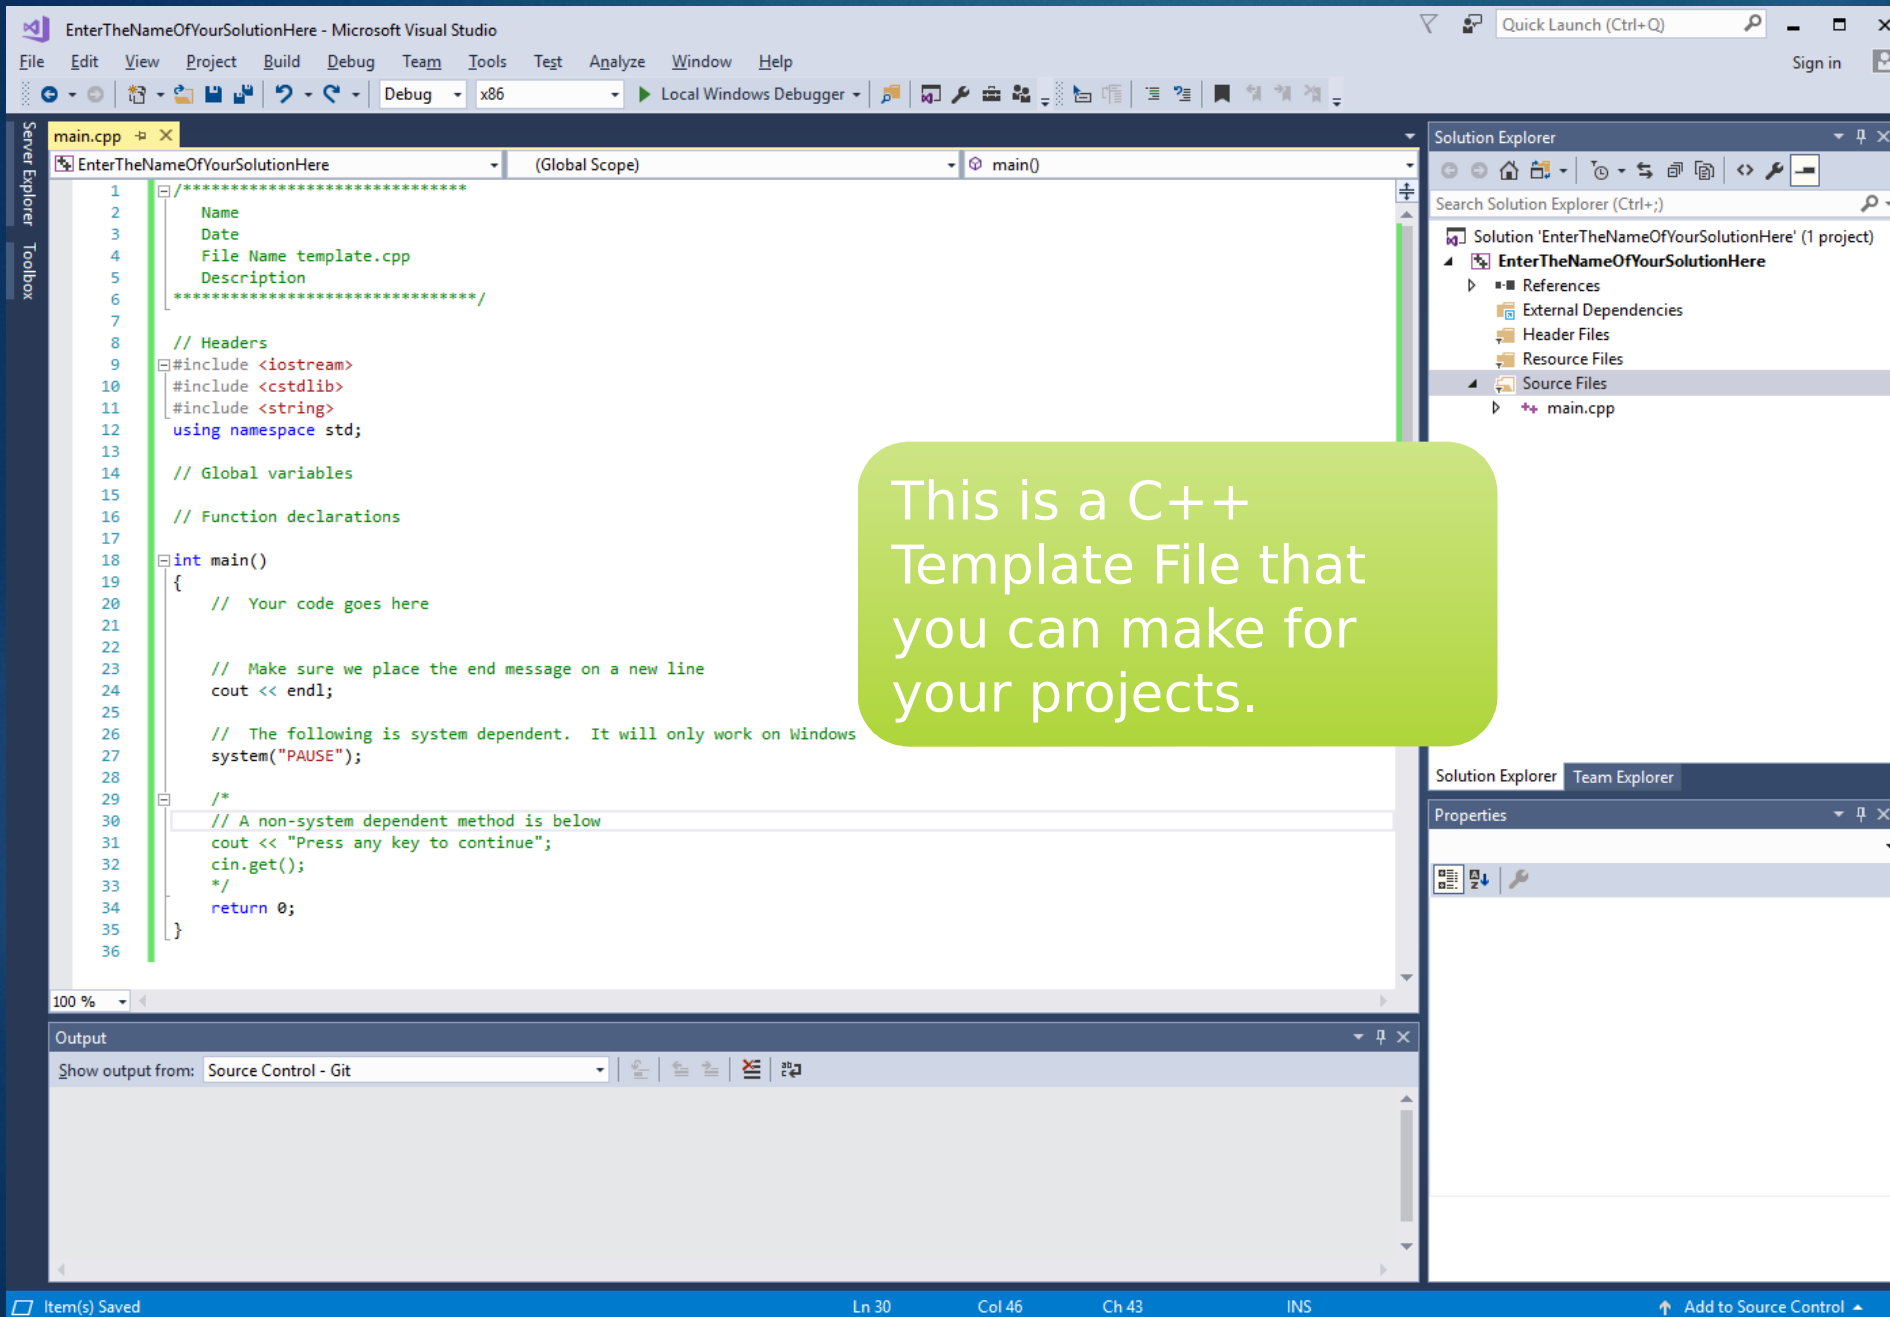 EnterTheNameOfYourSolutionHere - Microsoft Visual Studio
Quick Launch (Ctrl+Q)
File Edit View Project Build Debug Team Tools Test Analyze Window Help
Sign in
Debug x86 Local Windows Debugger
Server Explorer
Toolbox
main.cpp
EnterTheNameOfYourSolutionHere (Global Scope) main()
1 /******************************
2 Name
3 Date
4 File Name template.cpp
5 Description
6 ********************************/
7
8 // Headers
9 #include <iostream>
10 #include <cstdlib>
11 #include <string>
12 using namespace std;
13
14 // Global variables
15
16 // Function declarations
17
18 int main()
19 {
20 //  Your code goes here
21
22
23 //  Make sure we place the end message on a new line
24 cout << endl;
25
26 //  The following is system dependent.  It will only work on Windows
27 system("PAUSE");
28
29 /*
30 // A non-system dependent method is below
31 cout << "Press any key to continue";
32 cin.get();
33 */
34 return 0;
35 }
36
100 %
This is a C++
Template File that
you can make for
your projects.
Solution Explorer
Search Solution Explorer (Ctrl+;)
Solution 'EnterTheNameOfYourSolutionHere' (1 project)
EnterTheNameOfYourSolutionHere
References
External Dependencies
Header Files
Resource Files
Source Files
main.cpp
Solution Explorer Team Explorer
Properties
Output
Show output from: Source Control - Git
Item(s) Saved Ln 30 Col 46 Ch 43 INS Add to Source Control